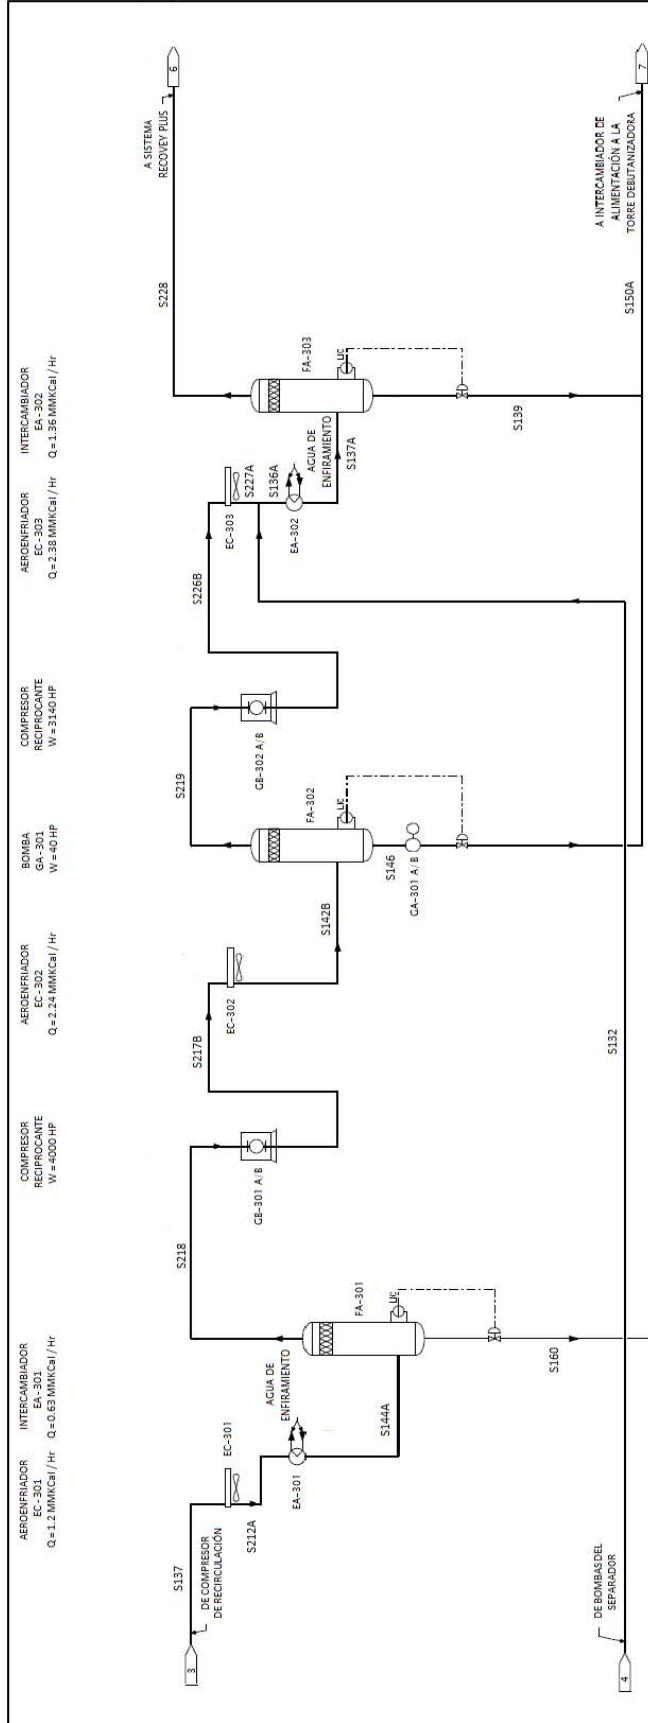 AEROENFRIADOR
EC-301
Q = 1.2 MMKCal / Hr
INTERCAMBIADOR
EA-301
Q = 0.63 MMKCal / Hr
COMPRESOR
RECIPROCANTE
W = 4000 HP
AEROENFRIADOR
EC-302
Q = 2.24 MMKCal / Hr
BOMBA
GA-301
W = 40 HP
COMPRESOR
RECIPROCANTE
W = 3140 HP
AEROENFRIADOR
EC-303
Q = 2.38 MMKCal / Hr
INTERCAMBIADOR
EA-302
Q = 1.36 MMKCal / Hr
3
S137
DE COMPRESOR
DE RECIRCULACIÓN
EC-301
S212A
EA-301
AGUA DE
ENFIRAMIENTO
S144A
FA-301
LIC
S160
S218
GB-301 A/B
S217B
EC-302
S142B
FA-302
LIC
S146
GA-301 A/B
S219
GB-302 A/B
S226B
EC-303
S227A
S136A
EA-302
AGUA DE
ENFIRAMIENTO
S137A
FA-303
LIC
S139
S228
A SISTEMA
RECOVEY PLUS
6
4
DE BOMBAS DEL
SEPARADOR
S132
S150A
A INTERCAMBIADOR DE
ALIMENTACIÓN A LA
TORRE DEBUTANIZADORA
7